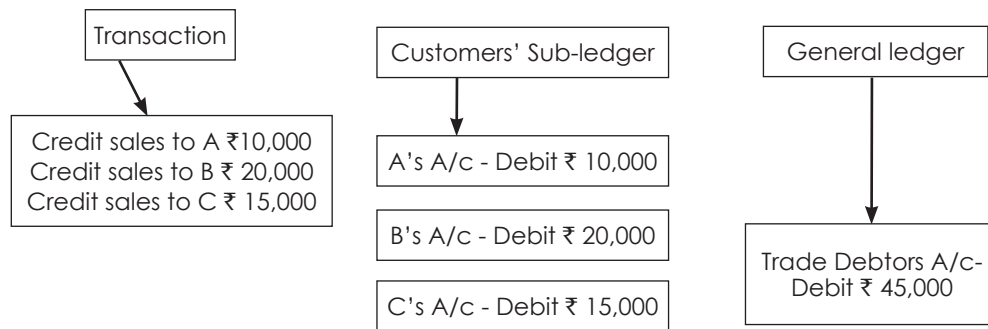 Transaction
Credit sales to A ₹10,000
Credit sales to B ₹ 20,000
Credit sales to C ₹ 15,000
Customers’ Sub-ledger
A’s A/c - Debit ₹ 10,000
B’s A/c - Debit ₹ 20,000
C’s A/c - Debit ₹ 15,000
General ledger
Trade Debtors A/c-
Debit ₹ 45,000